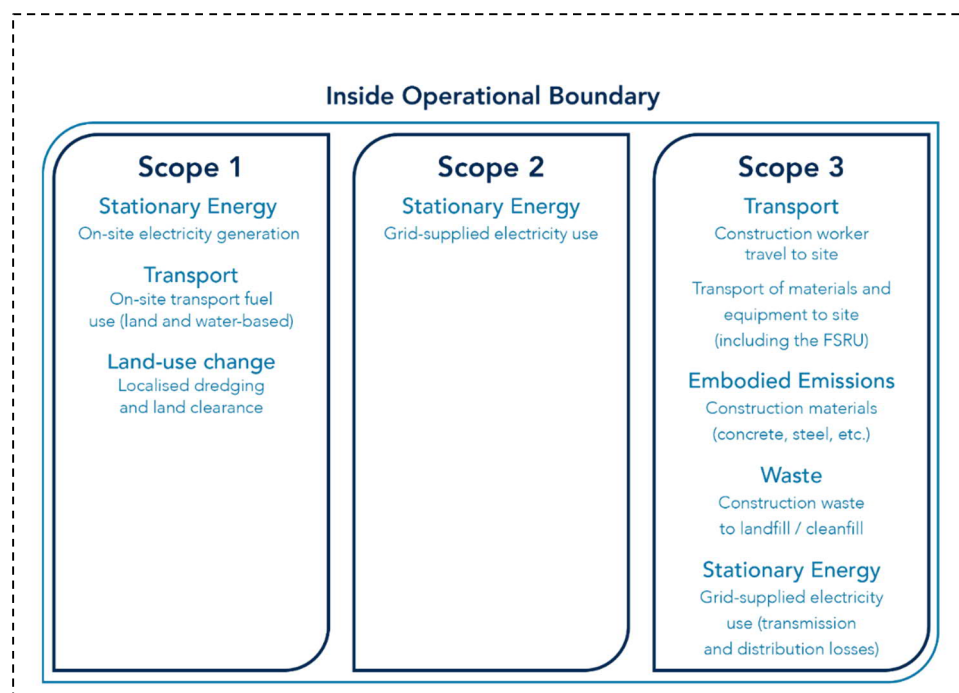 Inside Operational Boundary
Scope 1
Stationary Energy
On-site electricity generation
Transport
On-site transport fuel
use (land and water-based)
Land-use change
Localised dredging
and land clearance
Scope 2
Stationary Energy
Grid-supplied electricity use
Scope 3
Transport
Construction worker
travel to site
Transport of materials and
equipment to site
(including the FSRU)
Embodied Emissions
Construction materials
(concrete, steel, etc.)
Waste
Construction waste
to landfill / cleanfill
Stationary Energy
Grid-supplied electricity
use (transmission
and distribution losses)